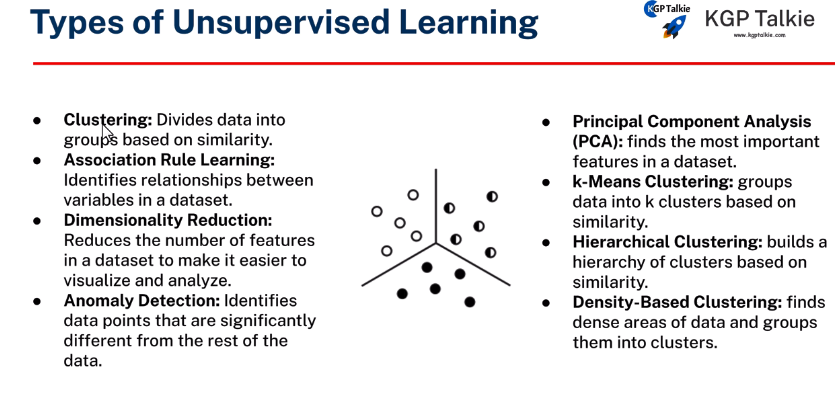 Types of Unsupervised Learning
KGP Talkie
KGP Talkie
www.kgptalkie.com
● Clustering: Divides data into
groups based on similarity.
● Association Rule Learning:
Identifies relationships between
variables in a dataset.
● Dimensionality Reduction:
Reduces the number of features
in a dataset to make it easier to
visualize and analyze.
● Anomaly Detection: Identifies
data points that are significantly
different from the rest of the
data.
● Principal Component Analysis
(PCA): finds the most important
features in a dataset.
● k-Means Clustering: groups
data into k clusters based on
similarity.
● Hierarchical Clustering: builds a
hierarchy of clusters based on
similarity.
● Density-Based Clustering: finds
dense areas of data and groups
them into clusters.